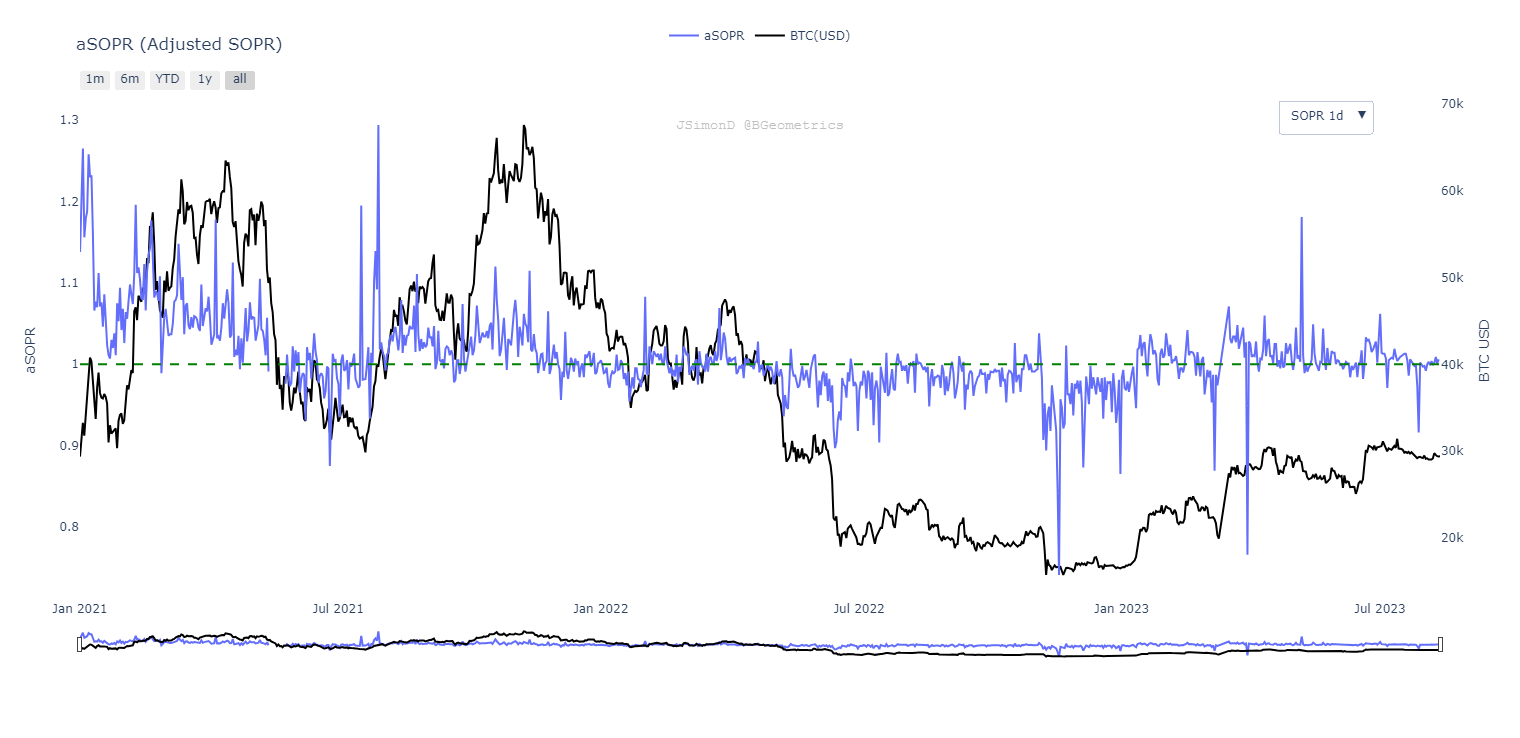 aSOPR (Adjusted SOPR)
aSOPR BTC(USD)
1m 6m YTD 1y all
JSimonD @BGeometrics
SOPR 1d ▼
aSOPR
1.3
1.2
1.1
1
0.9
0.8
70k
60k
50k
40k
30k
20k
BTC USD
Jan 2021 Jul 2021 Jan 2022 Jul 2022 Jan 2023 Jul 2023